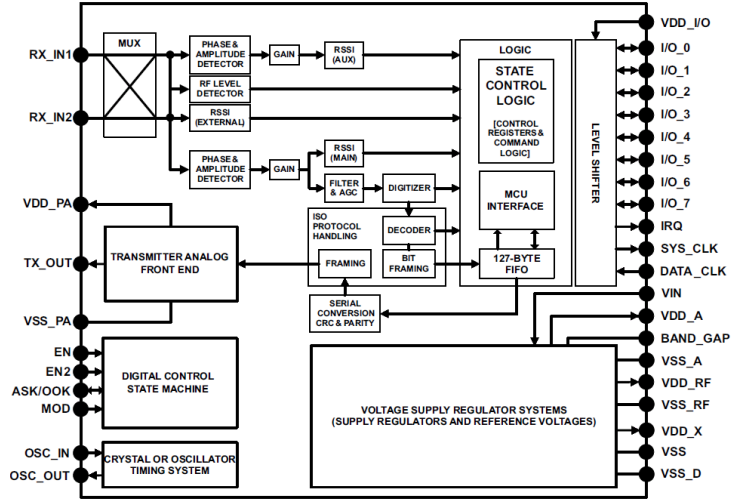 RX_IN1
RX_IN2
VDD_PA
TX_OUT
VSS_PA
EN
EN2
ASK/OOK
MOD
OSC_IN
OSC_OUT
MUX
PHASE &
AMPLITUDE
DETECTOR
GAIN
RSSI
(AUX)
RF LEVEL
DETECTOR
RSSI
(EXTERNAL)
PHASE &
AMPLITUDE
DETECTOR
GAIN
RSSI
(MAIN)
FILTER
& AGC
DIGITIZER
ISO
PROTOCOL
HANDLING
DECODER
FRAMING
BIT
FRAMING
SERIAL
CONVERSION
CRC & PARITY
TRANSMITTER ANALOG
FRONT END
DIGITAL CONTROL
STATE MACHINE
CRYSTAL OR OSCILLATOR
TIMING SYSTEM
LOGIC
STATE
CONTROL
LOGIC
[CONTROL
REGISTERS &
COMMAND
LOGIC]
MCU
INTERFACE
127-BYTE
FIFO
LEVEL SHIFTER
VOLTAGE SUPPLY REGULATOR SYSTEMS
(SUPPLY REGULATORS AND REFERENCE VOLTAGES)
VDD_I/O
I/O_0
I/O_1
I/O_2
I/O_3
I/O_4
I/O_5
I/O_6
I/O_7
IRQ
SYS_CLK
DATA_CLK
VIN
VDD_A
BAND_GAP
VSS_A
VDD_RF
VSS_RF
VDD_X
VSS
VSS_D